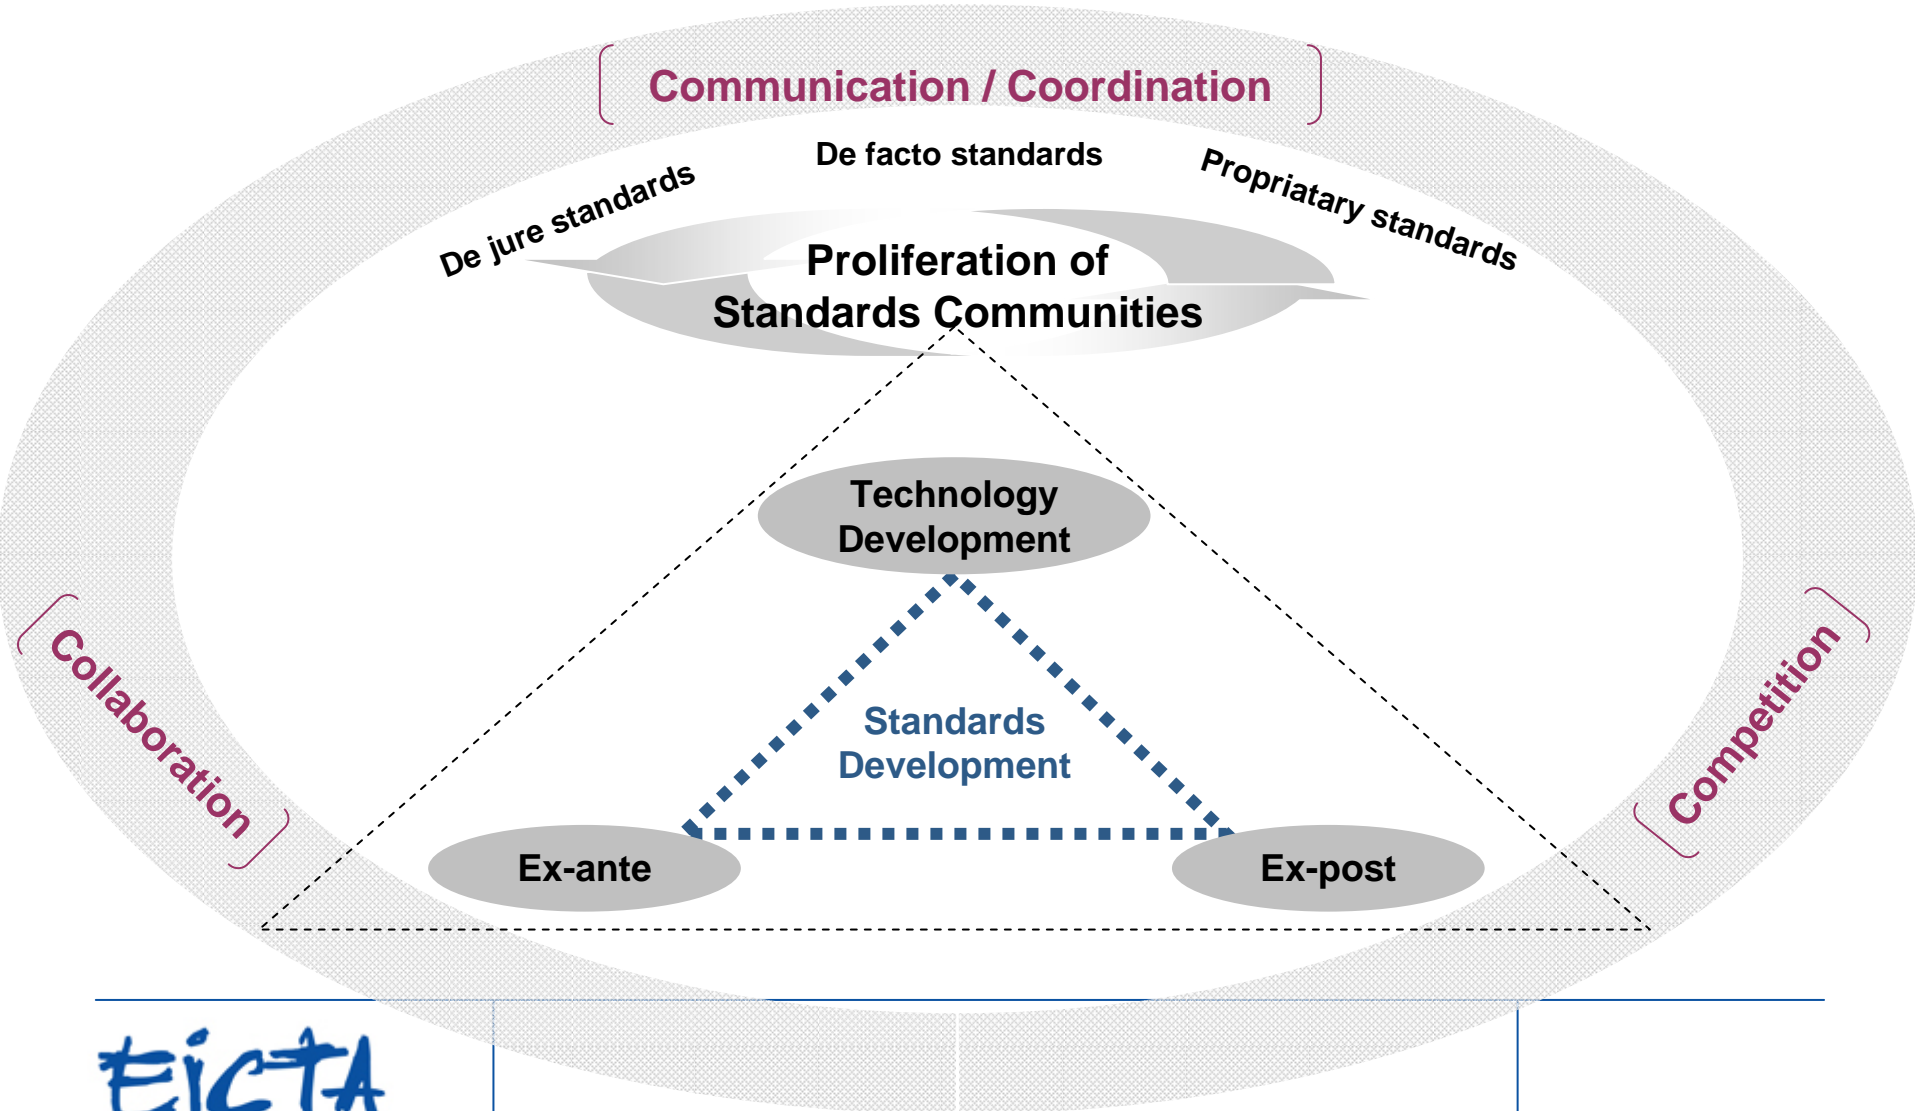 Communication / Coordination
De jure standards
De facto standards
Propriatary standards
Proliferation of
Standards Communities
Technology
Development
Standards
Development
Collaboration
Competition
Ex-ante
Ex-post
EICTA